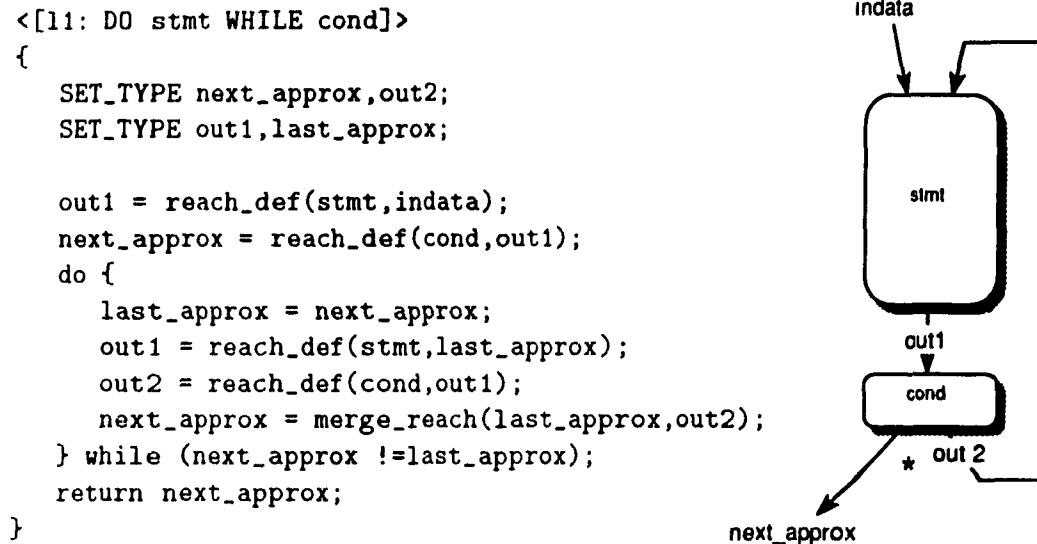 <[l1: DO stmt WHILE cond]>
{
SET_TYPE next_approx,out2;
SET_TYPE out1,last_approx;
out1 = reach_def(stmt,indata);
next_approx = reach_def(cond,out1);
do {
last_approx = next_approx;
out1 = reach_def(stmt,last_approx);
out2 = reach_def(cond,out1);
next_approx = merge_reach(last_approx,out2);
} while (next_approx !=last_approx);
return next_approx;
}
indata
stmt
out1
cond
* out 2
next_approx